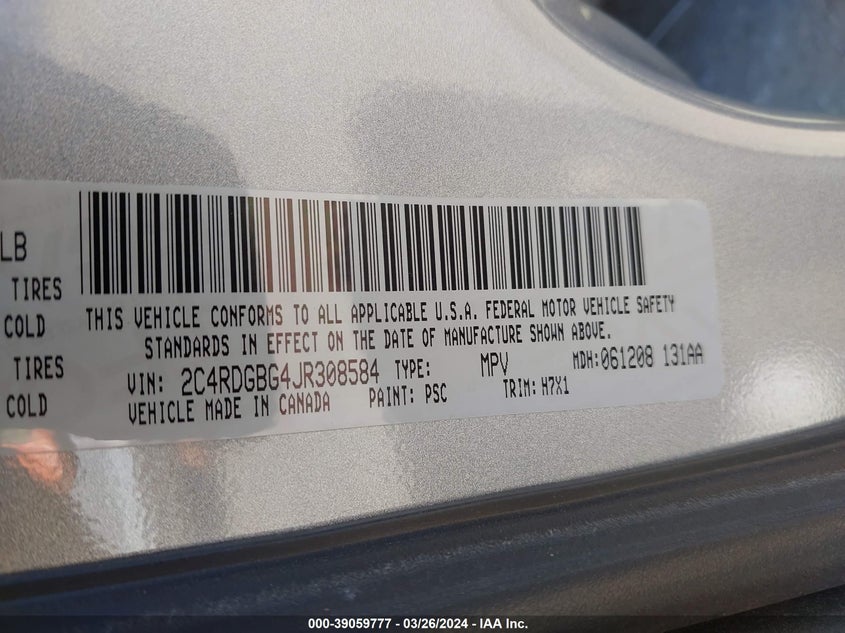 LB
TIRES
COLD
TIRES
COLD
THIS VEHICLE CONFORMS TO ALL APPLICABLE U.S.A. FEDERAL MOTOR VEHICLE SAFETY
STANDARDS IN EFFECT ON THE DATE OF MANUFACTURE SHOWN ABOVE.
VIN: 2C4RDGBG4JR308584 TYPE: MPV MDH:061208 131AA
VEHICLE MADE IN CANADA PAINT: PSC TRIM: H7X1
000-39059777 - 03/26/2024 - IAA Inc.